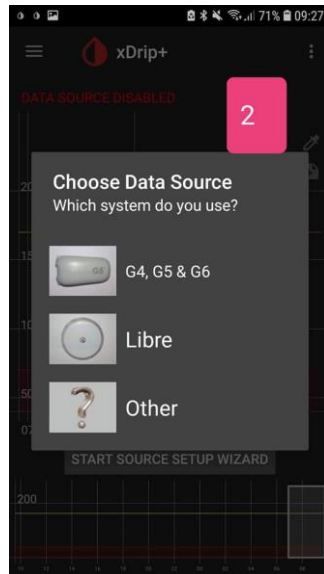 71% 09:27
xDrip+
DATA SOURCE DISABLED
2
Choose Data Source
Which system do you use?
G5
G4, G5 & G6
Libre
Other
START SOURCE SETUP WIZARD
200